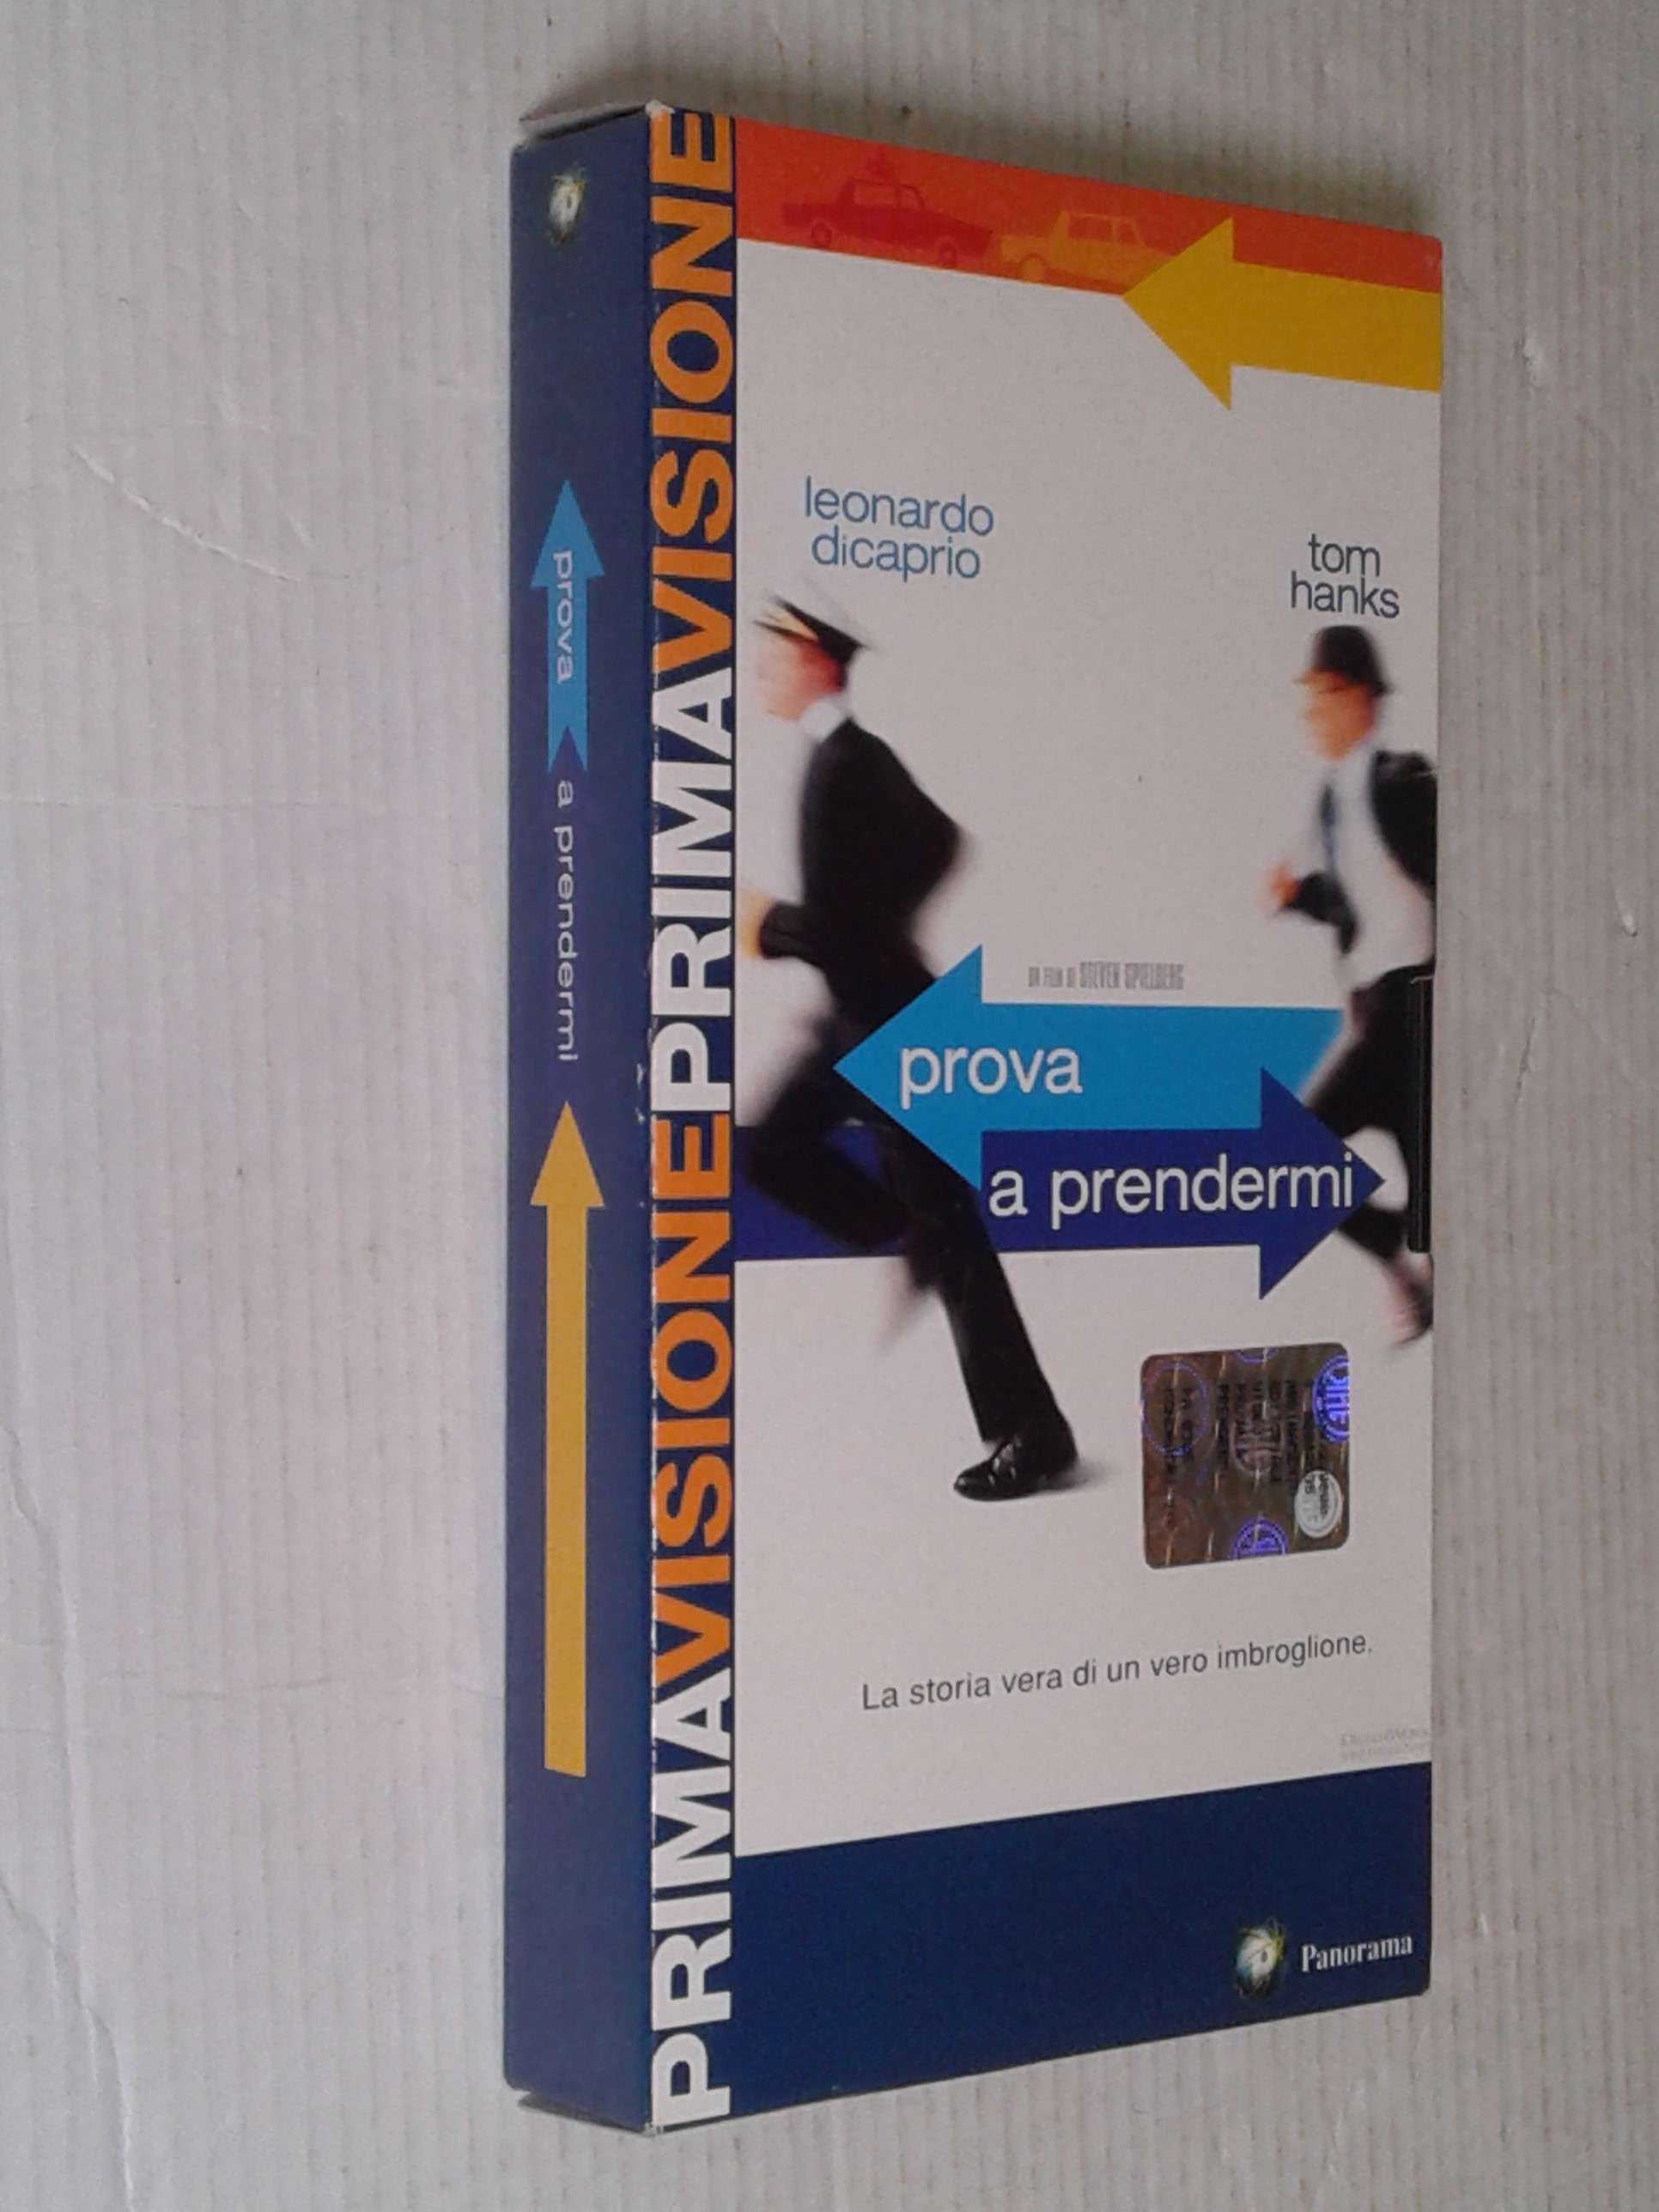 prova
a prendermi
PRIMAVISIONEPRIMAVISIONE
leonardo
dicaprio
tom
hanks
UN FILM DI STEVEN SPIELBERG
prova
a prendermi
La storia vera di un vero imbroglione.
Panorama